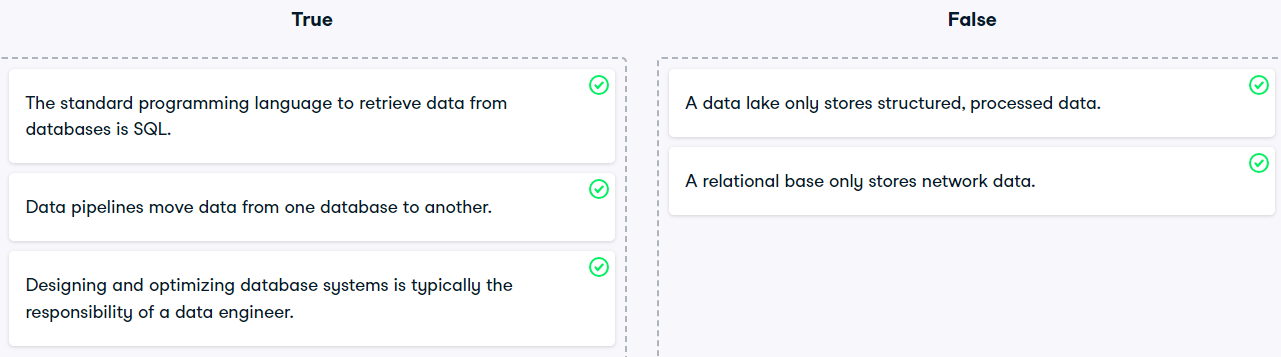 True
The standard programming language to retrieve data from
databases is SQL.
Data pipelines move data from one database to another.
Designing and optimizing database systems is typically the
responsibility of a data engineer.
False
A data lake only stores structured, processed data.
A relational base only stores network data.